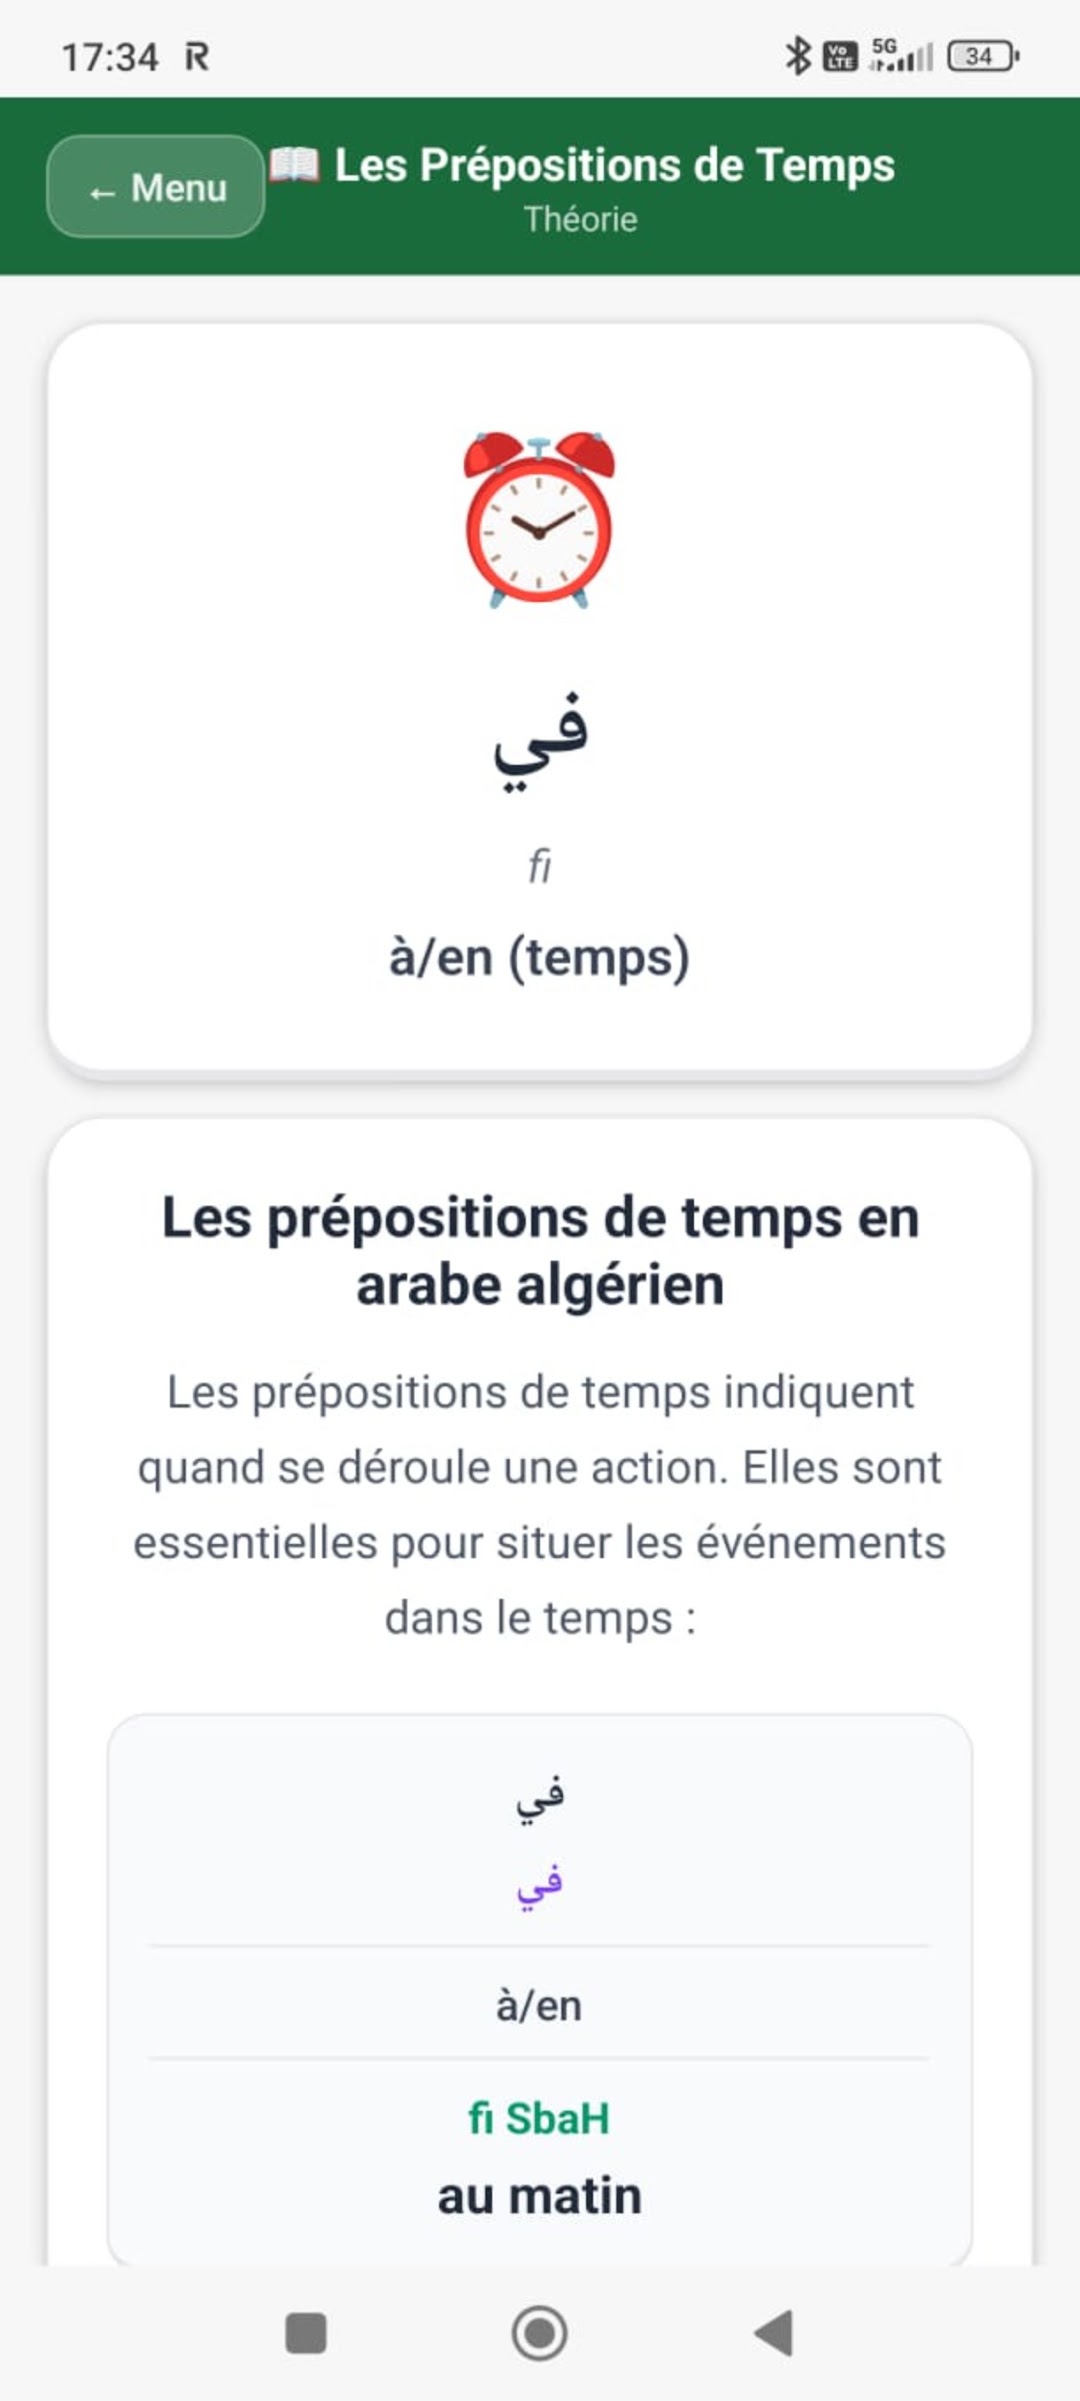 17:34
Vo LTE 5G 34
← Menu
Les Prépositions de Temps
Théorie
في
fi
à/en (temps)
Les prépositions de temps en
arabe algérien
Les prépositions de temps indiquent
quand se déroule une action. Elles sont
essentielles pour situer les événements
dans le temps :
في
في
à/en
fi SbaH
au matin